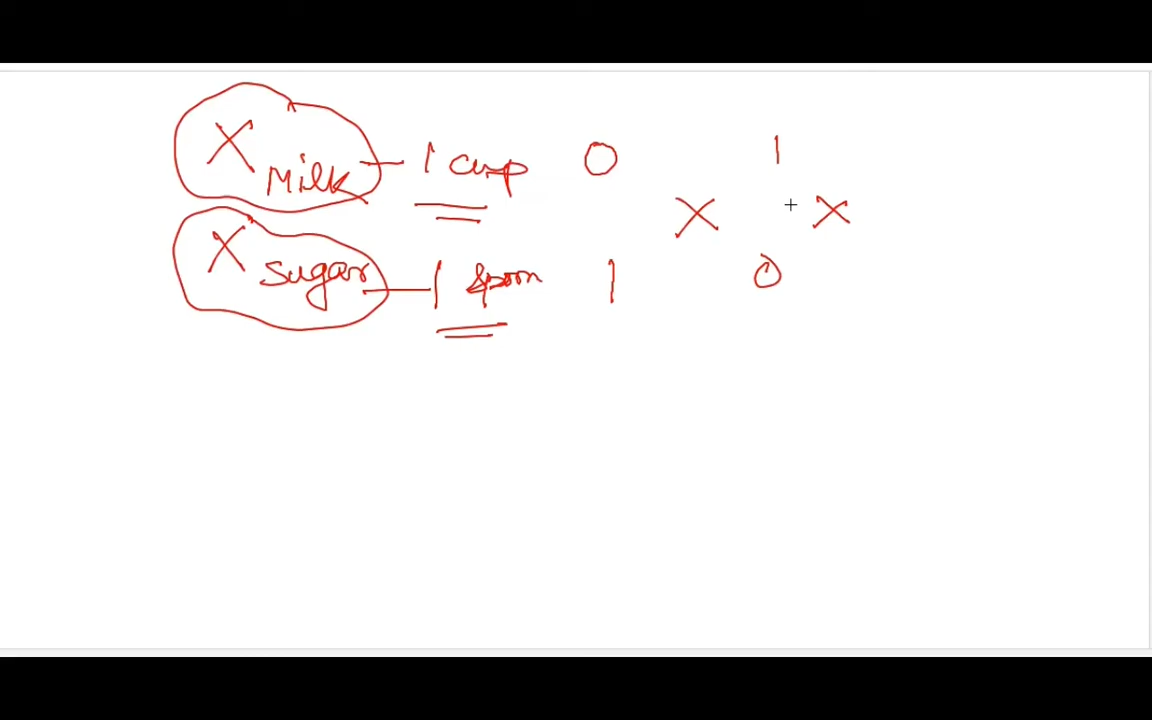 X Milk — 1 cup 0 1
X X
X Sugar — 1 spoon 1 0